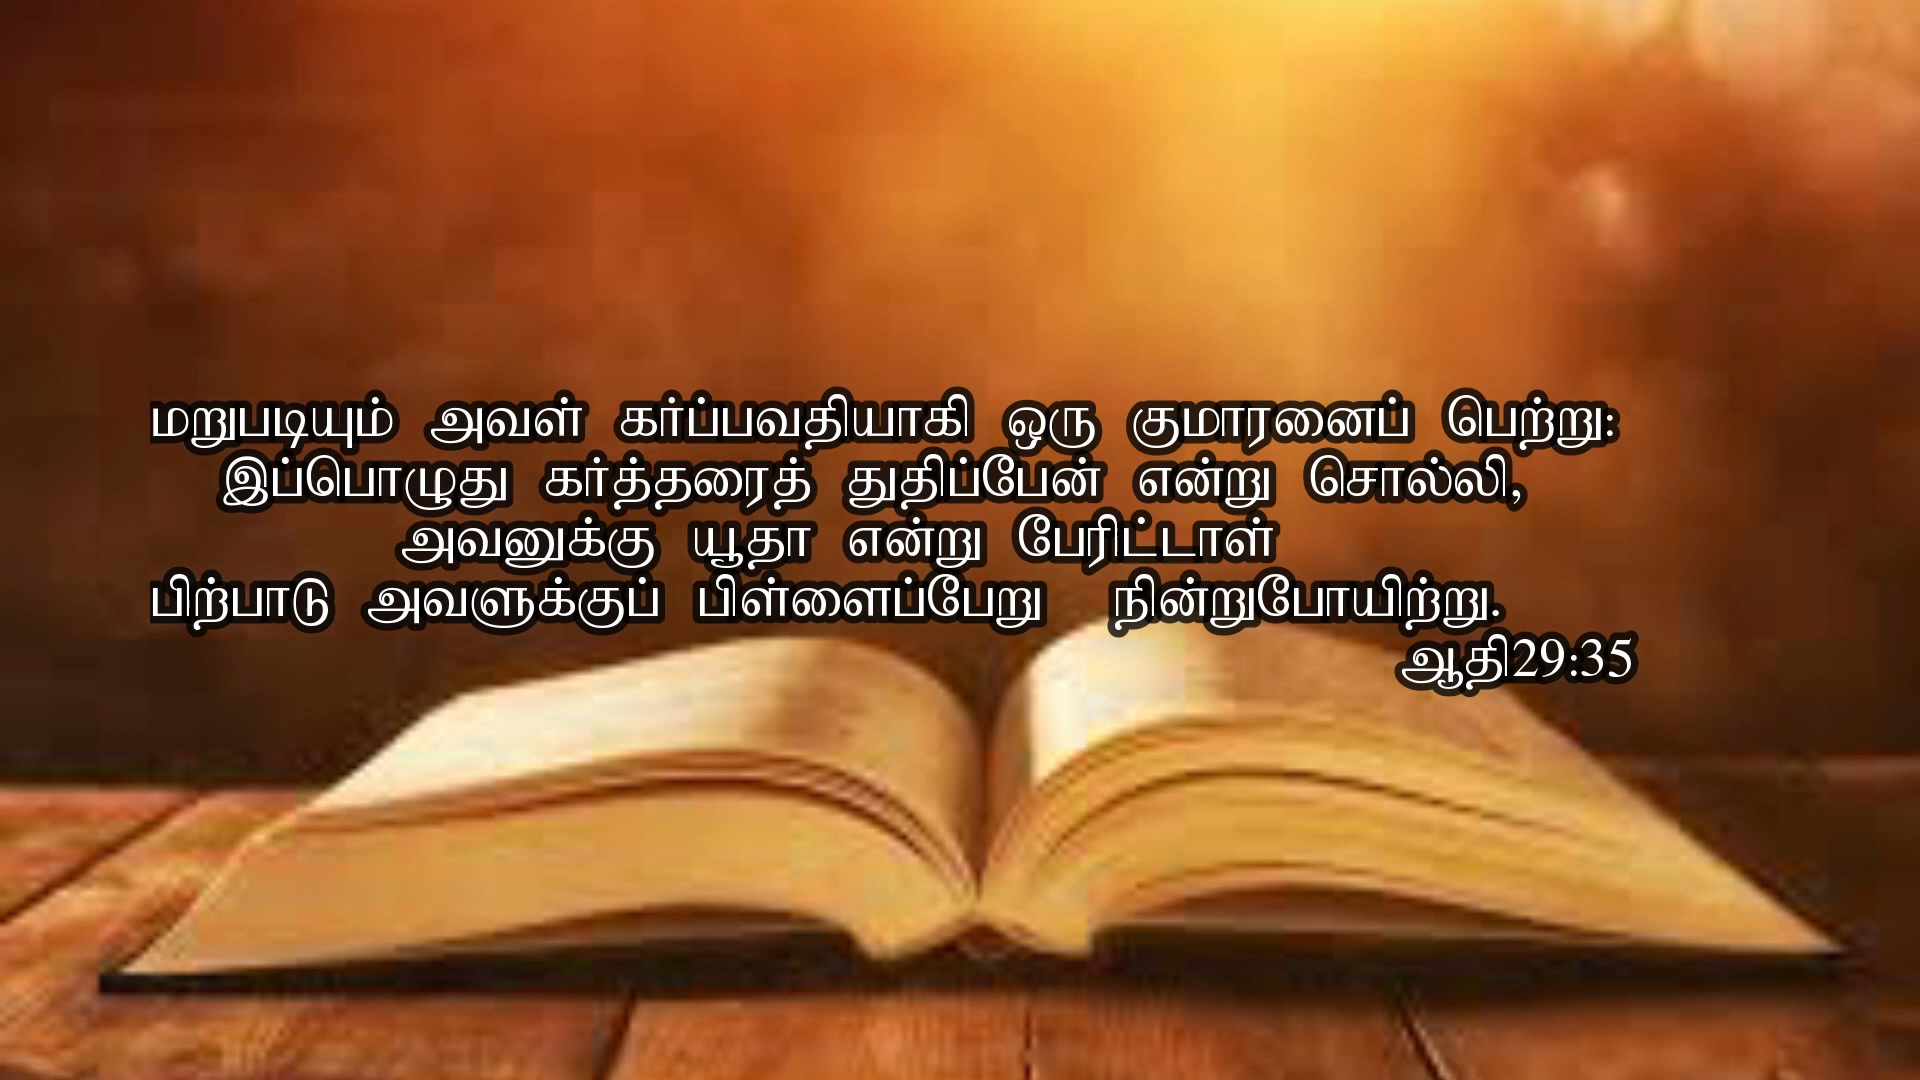 மறுபடியும் அவள் கர்ப்பவதியாகி ஒரு குமாரனைப் பெற்று:
இப்பொழுது கர்த்தரைத் துதிப்பேன் என்று சொல்லி,
அவனுக்கு யூதா என்று பேரிட்டாள்
பிற்பாடு அவளுக்குப் பிள்ளைப்பேறு நின்றுபோயிற்று.
ஆதி29:35